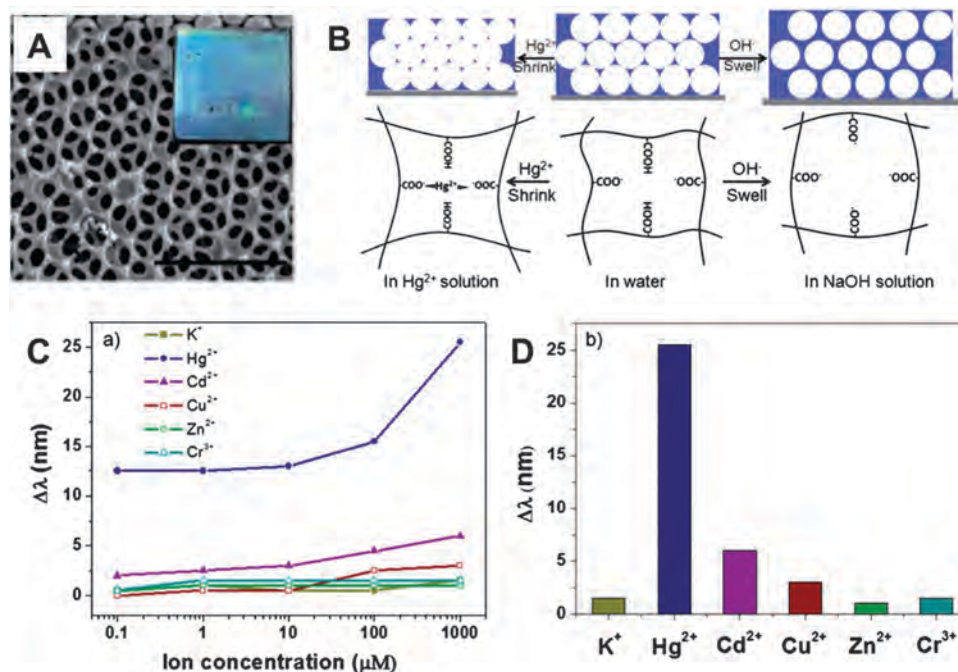 A
B
Hg²⁺
Shrink
OH⁻
Swell
COOH
COO⁻
Hg²⁺
⁻OOC
COOH
Hg²⁺
Shrink
COOH
COO⁻
⁻OOC
COOH
OH⁻
Swell
COO⁻
COO⁻
⁻OOC
COO⁻
In Hg²⁺ solution
In water
In NaOH solution
C
a)
K⁺
Hg²⁺
Cd²⁺
Cu²⁺
Zn²⁺
Cr³⁺
25
20
15
10
5
0
Δλ (nm)
0.1 1 10 100 1000
Ion concentration (μM)
D
b)
25
20
15
10
5
0
Δλ (nm)
K⁺ Hg²⁺ Cd²⁺ Cu²⁺ Zn²⁺ Cr³⁺